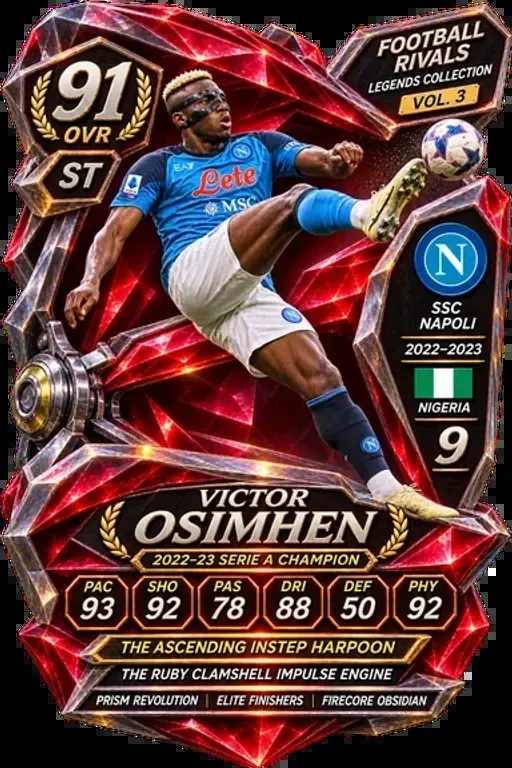 91
OVR
ST
FOOTBALL
RIVALS
LEGENDS COLLECTION
VOL. 3
EA7
Lete
MSC
N
SSC
NAPOLI
2022–2023
NIGERIA
9
N
VICTOR
OSIMHEN
2022–23 SERIE A CHAMPION
PAC SHO PAS DRI DEF PHY
93 92 78 88 50 92
THE ASCENDING INSTEP HARPOON
THE RUBY CLAMSHELL IMPULSE ENGINE
PRISM REVOLUTION | ELITE FINISHERS | FIRECORE OBSIDIAN